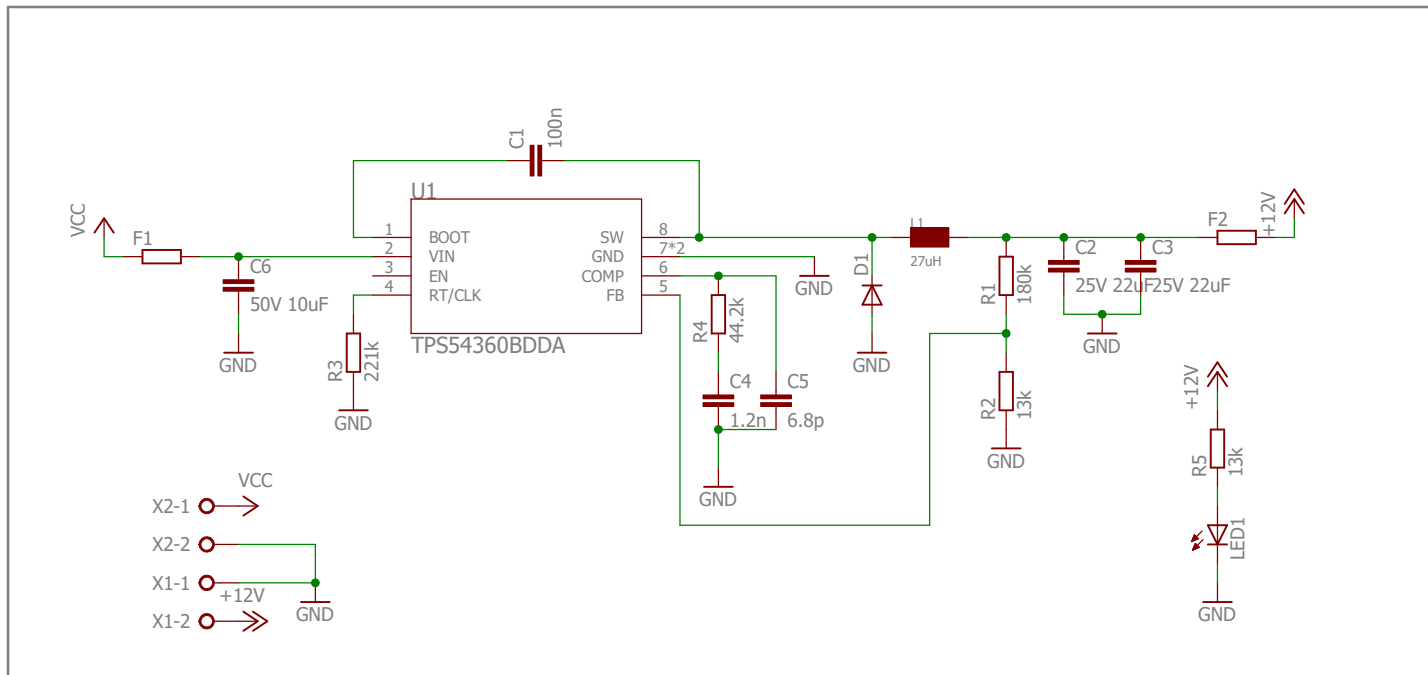 C1
100n
U1
VCC
F1
C6
50V 10uF
GND
1
BOOT
2
VIN
3
EN
4
RT/CLK
SW
8
GND
7*2
COMP
6
FB
5
TPS54360BDDA
R3
221k
GND
GND
R4
44.2k
C4
1.2n
C5
6.8p
GND
D1
GND
L1
27uH
R1
180k
R2
13k
GND
C2
25V 22uF
C3
25V 22uF
GND
F2
+12V
+12V
R5
13k
LED1
GND
X2-1
VCC
X2-2
X1-1
+12V
GND
X1-2